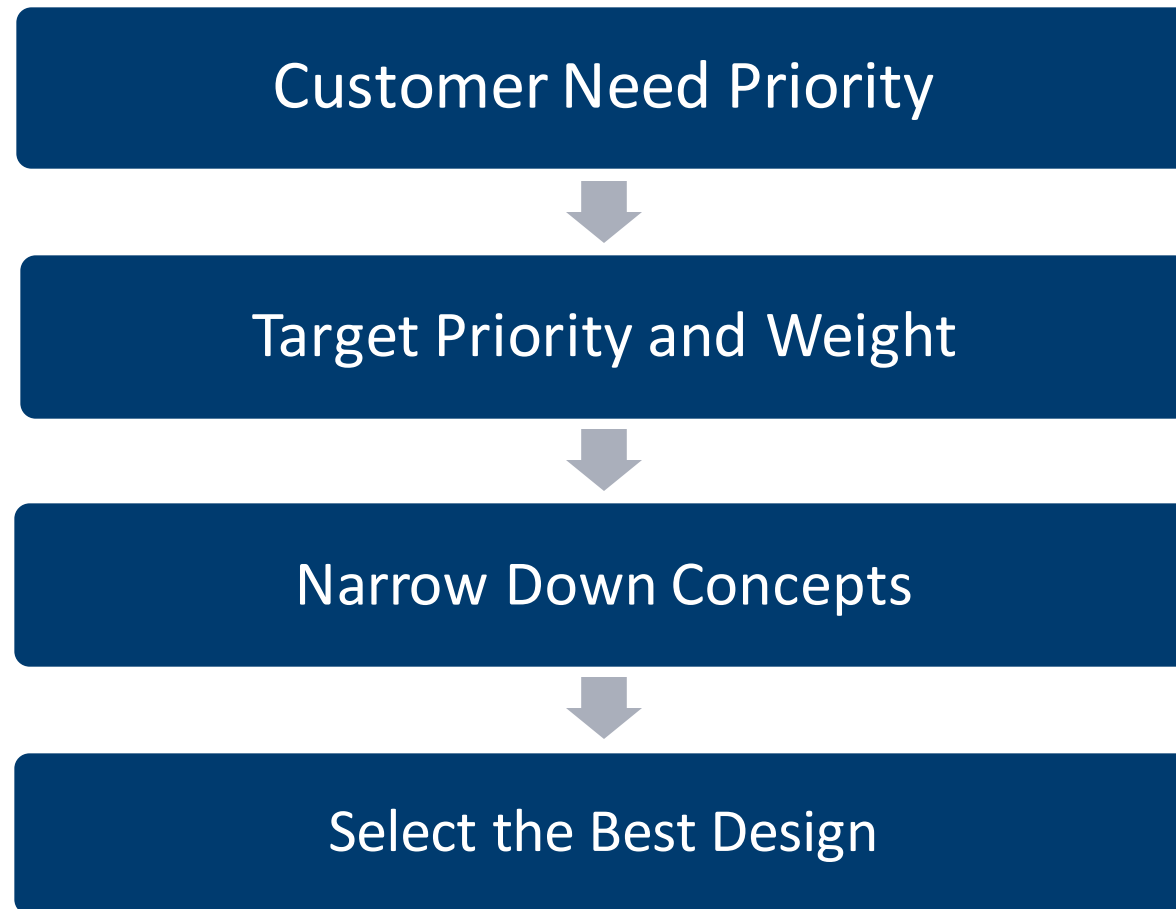 Customer Need Priority
Target Priority and Weight
Narrow Down Concepts
Select the Best Design